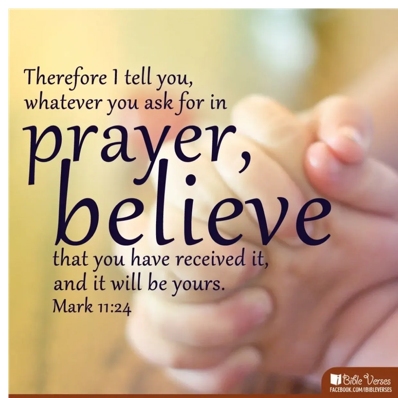 Therefore I tell you,
whatever you ask for in
prayer,
believe
that you have received it,
and it will be yours.
Mark 11:24
Bible Verses
FACEBOOK.COM/IBIBLEVERSES